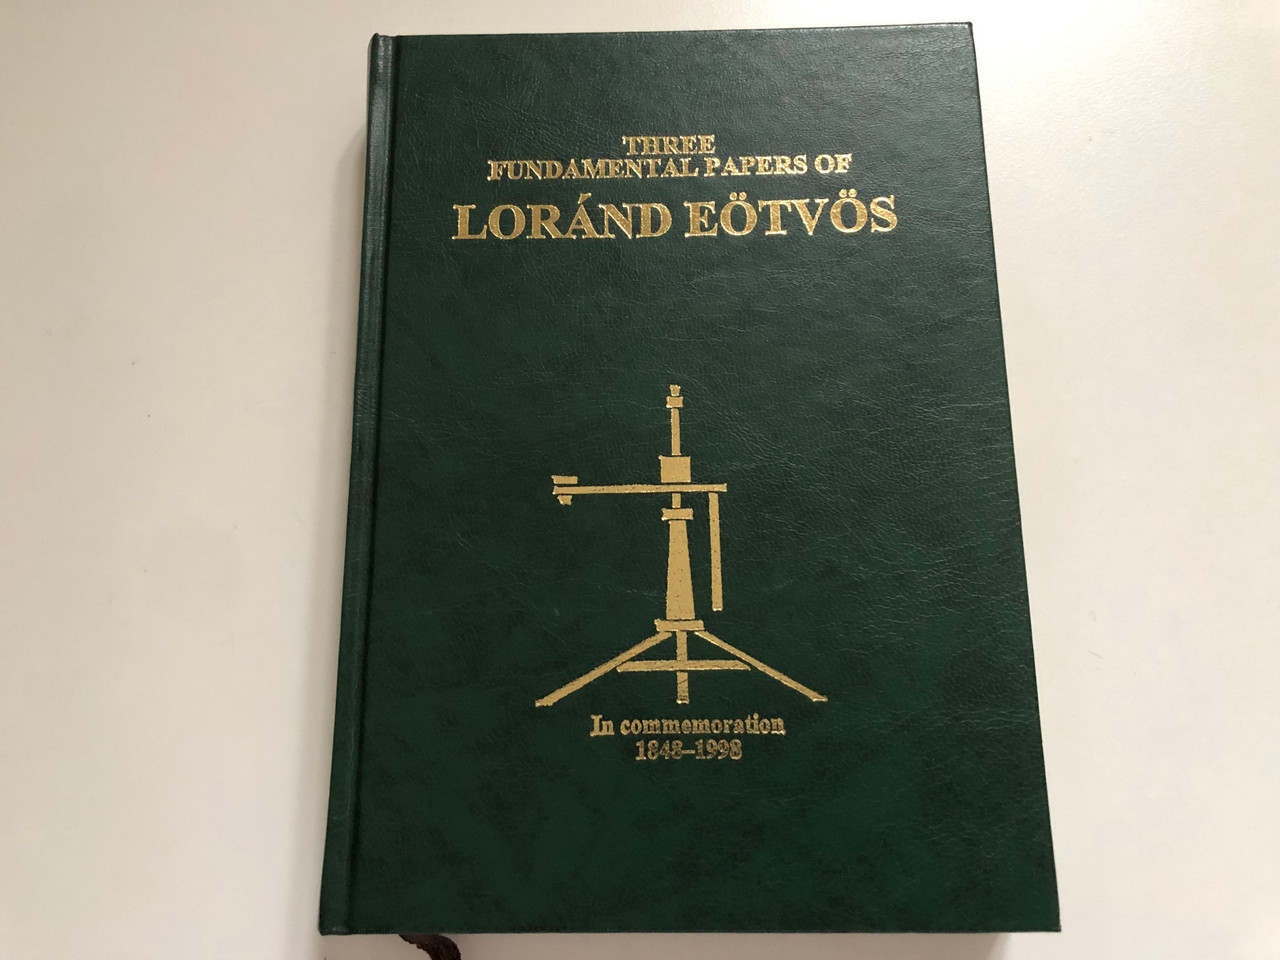 THREE
FUNDAMENTAL PAPERS OF
LORÁND EÖTVÖS
In commemoration
1848–1998